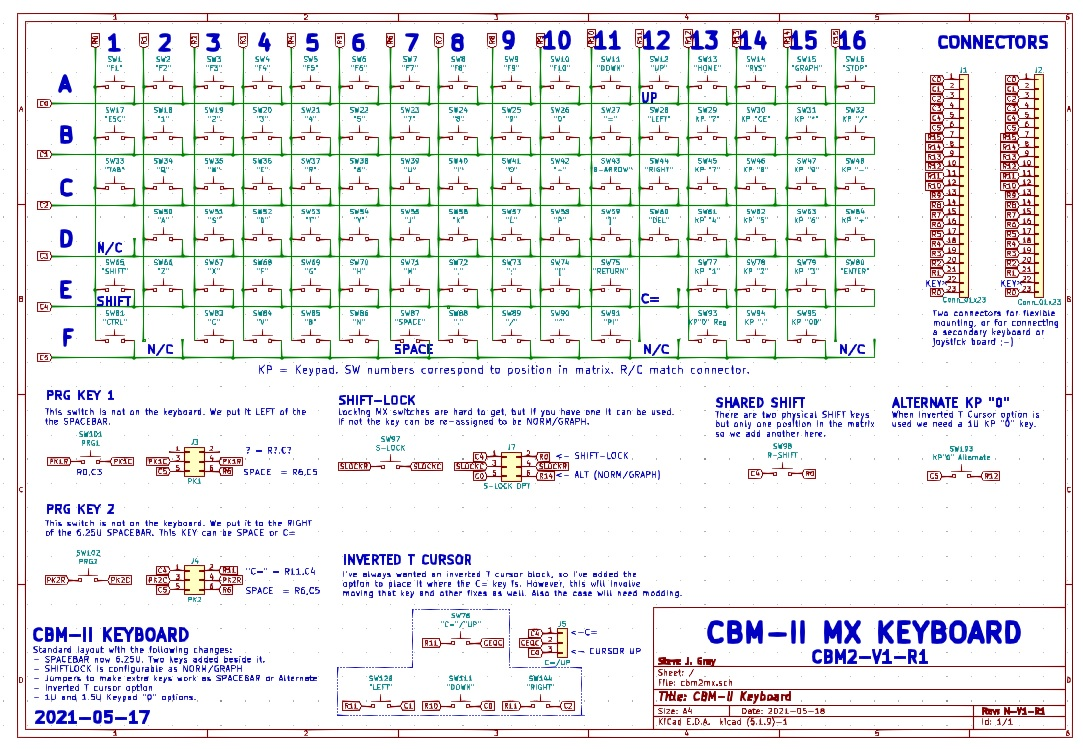 1 2 3 4 5 6 7 8 9 10 11 12 13 14 15 16
CONNECTORS
SW1 SW2 SW3 SW4 SW5 SW6 SW7 SW8 SW9 SW10 SW11 SW12 SW13 SW14 SW15 SW16
"F1" "F2" "F3" "F4" "F5" "F6" "F7" "F8" "F9" "F10" "DOWN" "UP" "HOME" "RVS" "GRAPH" "STOP"
A
UP
SW17 SW18 SW19 SW20 SW21 SW22 SW23 SW24 SW25 SW26 SW27 SW28 SW29 SW30 SW31 SW32
"ESC" "1" "2" "3" "4" "5" "6" "7" "8" "9" "0" "=" "LEFT" KP "?" KP "CE" KP "*" KP "/"
B
SW33 SW34 SW35 SW36 SW37 SW38 SW39 SW40 SW41 SW42 SW43 SW44 SW45 SW46 SW47 SW48
"TAB" "Q" "W" "E" "R" "6" "U" "I" "O" "-" "B-ARROW" "RIGHT" KP "7" KP "8" KP "9" KP "-"
C
SW50 SW51 SW52 SW53 SW54 SW55 SW56 SW57 SW58 SW59 SW60 SW61 SW62 SW63 SW64
"A" "S" "D" "T" "Y" "J" "K" "L" "P" "]" "DEL" KP "4" KP "5" KP "6" KP "+"
D
N/C
SW65 SW66 SW67 SW68 SW69 SW70 SW71 SW72 SW73 SW74 SW75 SW77 SW78 SW79 SW80
"SHIFT" "Z" "X" "F" "G" "H" "M" "," ";" "[" "RETURN" KP "1" KP "2" KP "3" "ENTER"
E
SHIFT
C=
SW81 SW83 SW84 SW85 SW86 SW87 SW88 SW89 SW90 SW91 SW93 SW94 SW95
"CTRL" "C" "V" "B" "N" "SPACE" "." "/" "'" "PI" KP"0" Reg KP "." KP "00"
F
N/C SPACE N/C N/C
KP = Keypad. SW numbers correspond to position in matrix. R/C match connector.
J1 J2
KEY KEY
Conn_01x23 Conn_01x23
Two connectors for flexible
mounting, or for connecting
a secondary keyboard or
joystick board ;-)
PRG KEY 1
This switch is not on the keyboard. We put it LEFT of the
the SPACEBAR.
SW101
PRG1
PK1R PK1C
R0,C3
J3
PK1C PK1R
C5 R6
PK1
? = R?,C?
SPACE = R6,C5
SHIFT-LOCK
Locking MX switches are hard to get, but if you have one it can be used.
If not the key can be re-assigned to be NORM/GRAPH.
SW97
S-LOCK
SLOCKR SLOCKC
J7
C4 R0 <- SHIFT-LOCK
SLOCKC SLOCKR
C0 R14 <- ALT (NORM/GRAPH)
S-LOCK OPT
SHARED SHIFT
There are two physical SHIFT keys
but only one position in the matrix
so we add another here.
SW98
R-SHIFT
C4 R0
ALTERNATE KP "0"
When Inverted T Cursor option is
used we need a 1U KP "0" key.
SW193
KP"0" Alternate
C5 R12
PRG KEY 2
This switch is not on the keyboard. We put it to the RIGHT
of the 6.25U SPACEBAR. This KEY can be SPACE or C=
SW102
PRG2
PK2R PK2C
J4
C4 R11 "C=" = R11,C4
PK2C PK2R
C5 R6 SPACE = R6,C5
PK2
INVERTED T CURSOR
I've always wanted an inverted T cursor block, so I've added the
option to place it where the C= key is. However, this will involve
moving that key and other fixes as well. Also the case will need modding.
SW76
"C="/"UP"
R11 CEQC
J5
C4 <-C=
CEQC
C0 <- CURSOR UP
C=/UP
SW128 SW111 SW144
"LEFT" "DOWN" "RIGHT"
R11 C1 R10 C0 R11 C2
CBM-II KEYBOARD
Standard layout with the following changes:
- SPACEBAR now 6.25U. Two keys added beside it.
- SHIFTLOCK is configurable as NORM/GRAPH
- Jumpers to make extra keys work as SPACEBAR or Alternate
- Inverted T cursor option
- 1U and 1.5U Keypad "0" options.
2021-05-17
CBM-II MX KEYBOARD
CBM2-V1-R1
Steve J. Gray
Sheet: /
File: cbm2mx.sch
Title: CBM-II Keyboard
Size: A4 Date: 2021-05-18 Rev: N-V1-R1
KiCad E.D.A. kicad (5.1.9)-1 Id: 1/1